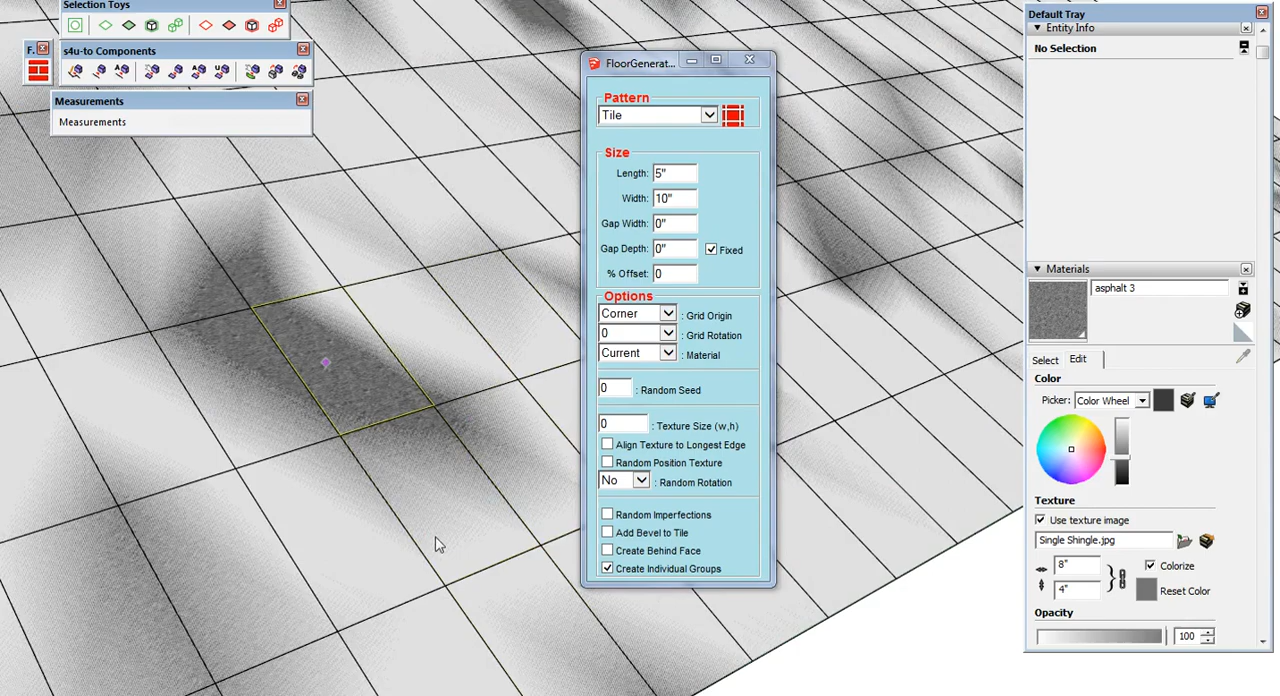 Selection Toys
F.
s4u-to Components
Measurements
Measurements
FloorGenerat...
Pattern
Tile
Size
Length: 5"
Width: 10"
Gap Width: 0"
Gap Depth: 0" Fixed
% Offset: 0
Options
Corner : Grid Origin
0 : Grid Rotation
Current : Material
0 : Random Seed
0 : Texture Size (w,h)
Align Texture to Longest Edge
Random Position Texture
No : Random Rotation
Random Imperfections
Add Bevel to Tile
Create Behind Face
Create Individual Groups
Default Tray
Entity Info
No Selection
Materials
asphalt 3
Select Edit
Color
Picker: Color Wheel
Texture
Use texture image
Single Shingle.jpg
8" Colorize
4" Reset Color
Opacity
100